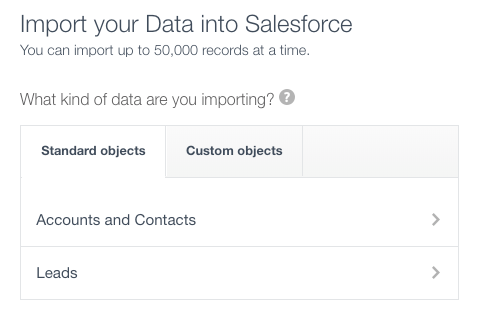 Import your Data into Salesforce
You can import up to 50,000 records at a time.
What kind of data are you importing? ?
Standard objects
Custom objects
Accounts and Contacts
Leads